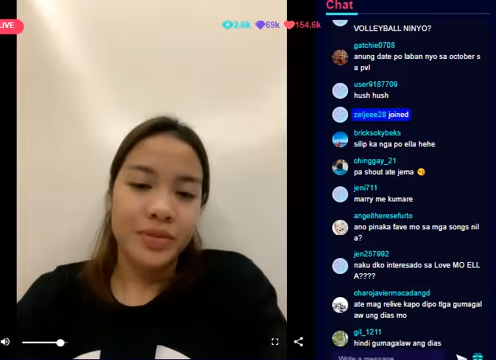 LIVE
2.6k 69k 154.6k
Chat
VOLLEYBALL NINYO?
gatchie0708
anung date po laban nyo sa october s
a pvl
user9187709
hush hush
zeljeee28 joined
bricksckybeks
silip ka nga po ella hehe
chinggay_21
pa shout ate jema
jeni711
marry me kumare
angeltheresefurto
ano pinaka fave mo sa mga songs nil
a?
jen257992
naku dko interesado sa Love MO ELL
A????
charojaviermacadangd
ate mag relive kapo dipo tlga gumagal
aw ung dias mo
gil_1211
hindi gumagalaw ang dias
Write a message